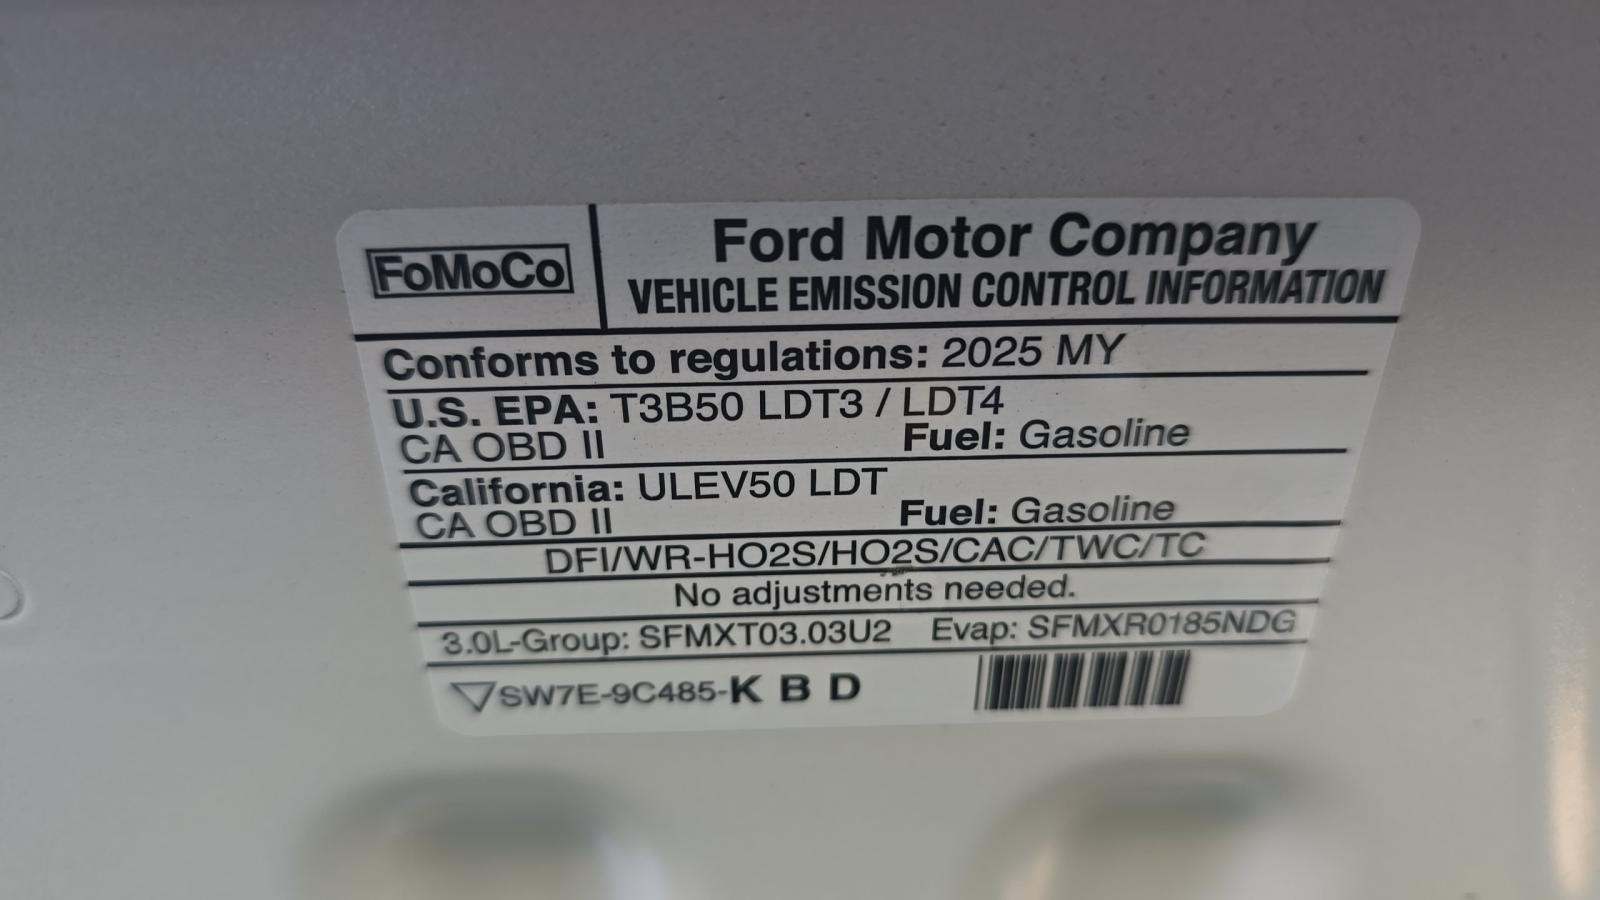 FoMoCo
Ford Motor Company
VEHICLE EMISSION CONTROL INFORMATION
Conforms to regulations: 2025 MY
U.S. EPA: T3B50 LDT3 / LDT4
CA OBD II Fuel: Gasoline
California: ULEV50 LDT
CA OBD II Fuel: Gasoline
DFI/WR-HO2S/HO2S/CAC/TWC/TC
No adjustments needed.
3.0L-Group: SFMXT03.03U2 Evap: SFMXR0185NDG
SW7E-9C485-K B D